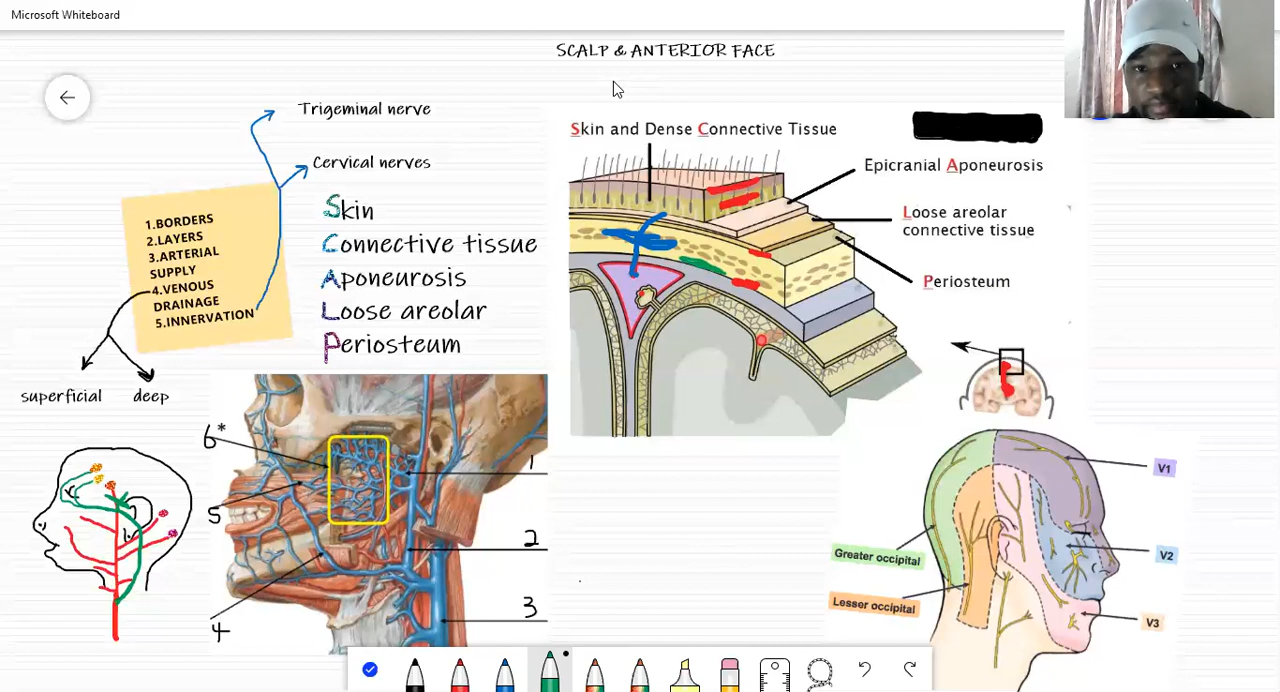 Microsoft Whiteboard
SCALP & ANTERIOR FACE
Trigeminal nerve
Cervical nerves
1.BORDERS
2.LAYERS
3.ARTERIAL
SUPPLY
4.VENOUS
DRAINAGE
5.INNERVATION
superficial
deep
Skin
Connective tissue
Aponeurosis
Loose areolar
Periosteum
Skin and Dense Connective Tissue
Epicranial Aponeurosis
Loose areolar
connective tissue
Periosteum
6*
5
4
1
2
3
Greater occipital
Lesser occipital
V1
V2
V3